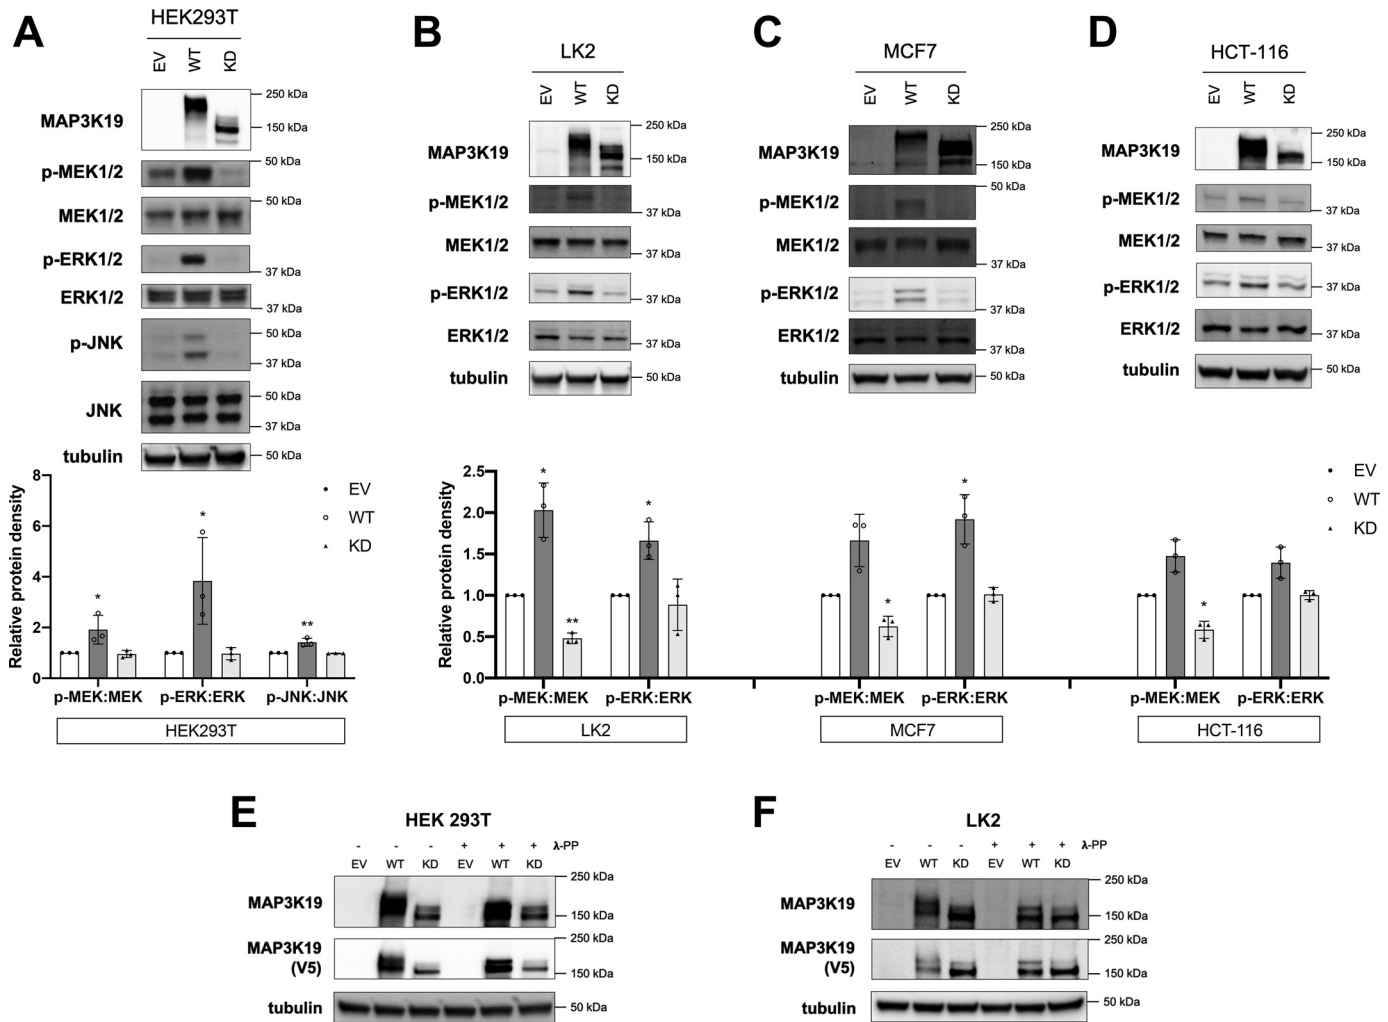 A
HEK293T
EV WT KD
MAP3K19
250 kDa
150 kDa
p-MEK1/2
50 kDa
MEK1/2
50 kDa
p-ERK1/2
37 kDa
ERK1/2
37 kDa
p-JNK
50 kDa
37 kDa
JNK
50 kDa
37 kDa
tubulin
50 kDa
B
LK2
EV WT KD
MAP3K19
250 kDa
150 kDa
p-MEK1/2
37 kDa
MEK1/2
37 kDa
p-ERK1/2
37 kDa
ERK1/2
37 kDa
tubulin
50 kDa
C
MCF7
EV WT KD
MAP3K19
250 kDa
150 kDa
p-MEK1/2
50 kDa
37 kDa
MEK1/2
37 kDa
p-ERK1/2
37 kDa
ERK1/2
37 kDa
tubulin
50 kDa
D
HCT-116
EV WT KD
MAP3K19
250 kDa
150 kDa
p-MEK1/2
37 kDa
MEK1/2
37 kDa
p-ERK1/2
37 kDa
ERK1/2
37 kDa
tubulin
50 kDa
Relative protein density
8
6
4
2
0
* * **
EV
WT
KD
p-MEK:MEK p-ERK:ERK p-JNK:JNK
HEK293T
Relative protein density
2.5
2.0
1.5
1.0
0.5
0.0
* ** * * * *
EV
WT
KD
p-MEK:MEK p-ERK:ERK p-MEK:MEK p-ERK:ERK p-MEK:MEK p-ERK:ERK
LK2 MCF7 HCT-116
E
HEK 293T
- - - + + + λ-PP
EV WT KD EV WT KD
MAP3K19
250 kDa
150 kDa
MAP3K19
(V5)
250 kDa
150 kDa
tubulin
50 kDa
F
LK2
- - - + + + λ-PP
EV WT KD EV WT KD
MAP3K19
250 kDa
150 kDa
MAP3K19
(V5)
250 kDa
150 kDa
tubulin
50 kDa